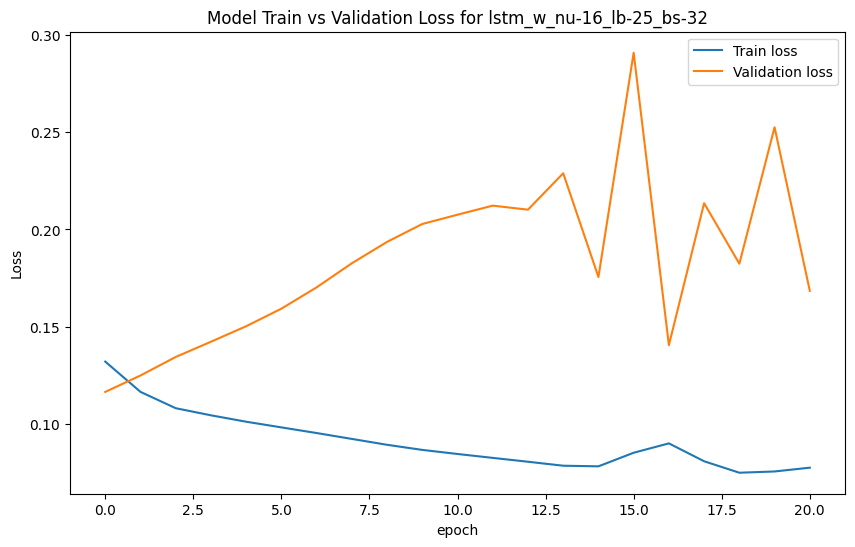 Model Train vs Validation Loss for lstm_w_nu-16_lb-25_bs-32
Train loss
Validation loss
0.30
0.25
0.20
0.15
0.10
Loss
0.0
2.5
5.0
7.5
10.0
12.5
15.0
17.5
20.0
epoch